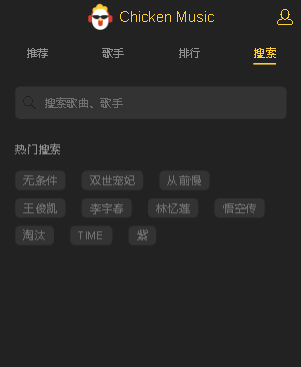 Chicken Music
推荐 歌手 排行 搜索
搜索歌曲、歌手
热门搜索
无条件 双世宠妃 从前慢
王俊凯 李宇春 林忆莲 悟空传
淘汰 TIME 紫